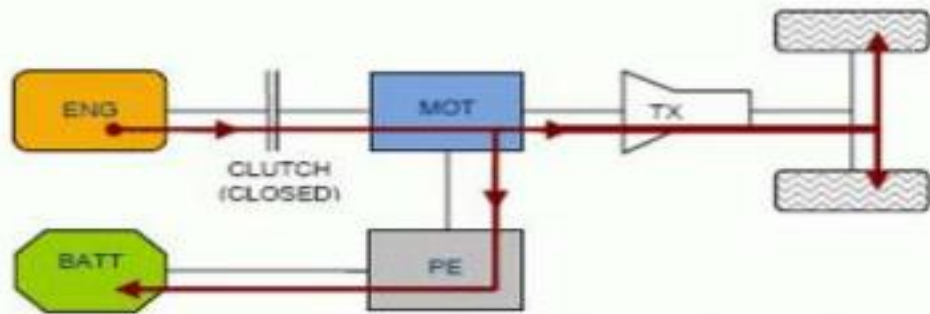 ENG
MOT
TX
CLUTCH
(CLOSED)
BATT
PE